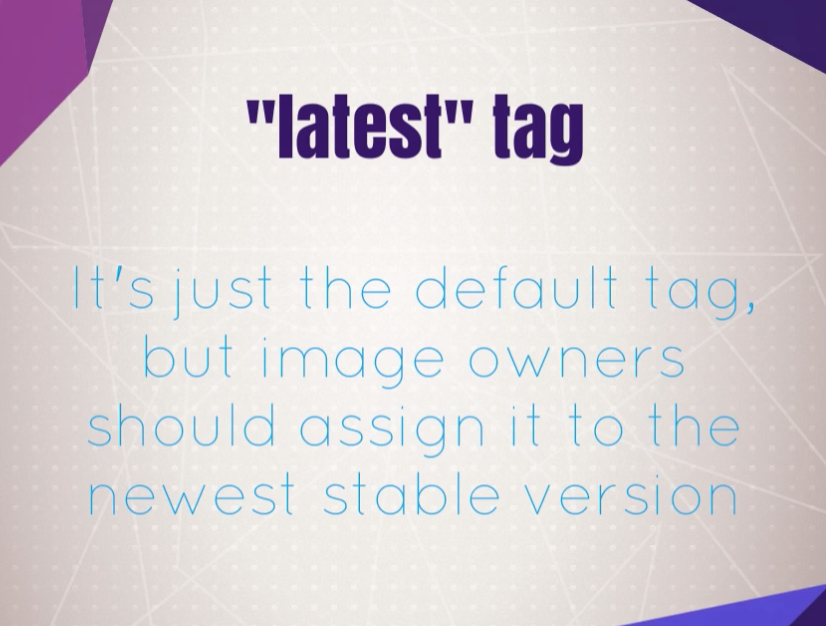 "latest" tag
It's just the default tag,
but image owners
should assign it to the
newest stable version